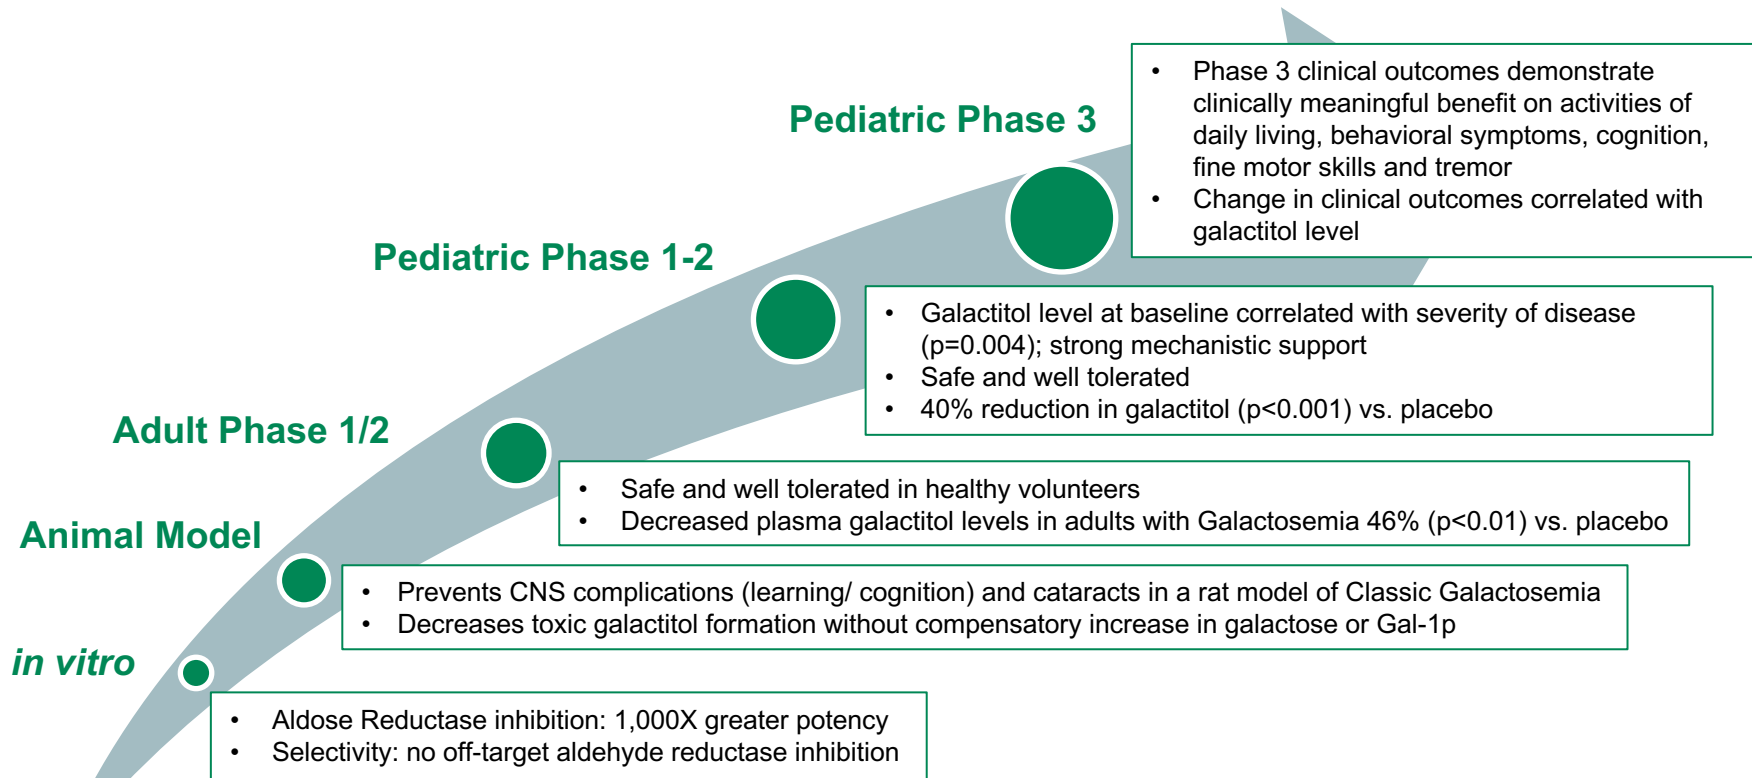 Pediatric Phase 3
• Phase 3 clinical outcomes demonstrate
clinically meaningful benefit on activities of
daily living, behavioral symptoms, cognition,
fine motor skills and tremor
• Change in clinical outcomes correlated with
galactitol level
Pediatric Phase 1-2
• Galactitol level at baseline correlated with severity of disease
(p=0.004); strong mechanistic support
• Safe and well tolerated
• 40% reduction in galactitol (p<0.001) vs. placebo
Adult Phase 1/2
• Safe and well tolerated in healthy volunteers
• Decreased plasma galactitol levels in adults with Galactosemia 46% (p<0.01) vs. placebo
Animal Model
• Prevents CNS complications (learning/ cognition) and cataracts in a rat model of Classic Galactosemia
• Decreases toxic galactitol formation without compensatory increase in galactose or Gal-1p
in vitro
• Aldose Reductase inhibition: 1,000X greater potency
• Selectivity: no off-target aldehyde reductase inhibition